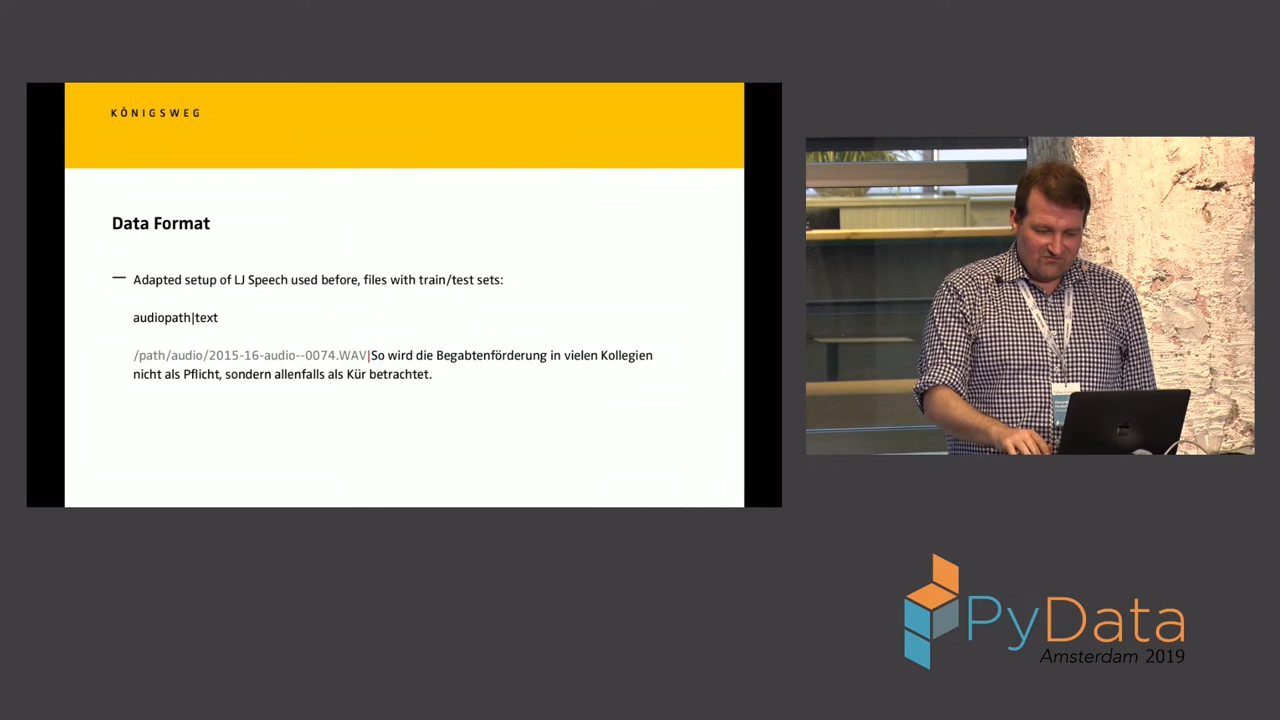 KÖNIGSWEG
Data Format
— Adapted setup of LJ Speech used before, files with train/test sets:
audiopath|text
/path/audio/2015-16-audio--0074.WAV|So wird die Begabtenförderung in vielen Kollegien
nicht als Pflicht, sondern allenfalls als Kür betrachtet.
PyData
Amsterdam 2019